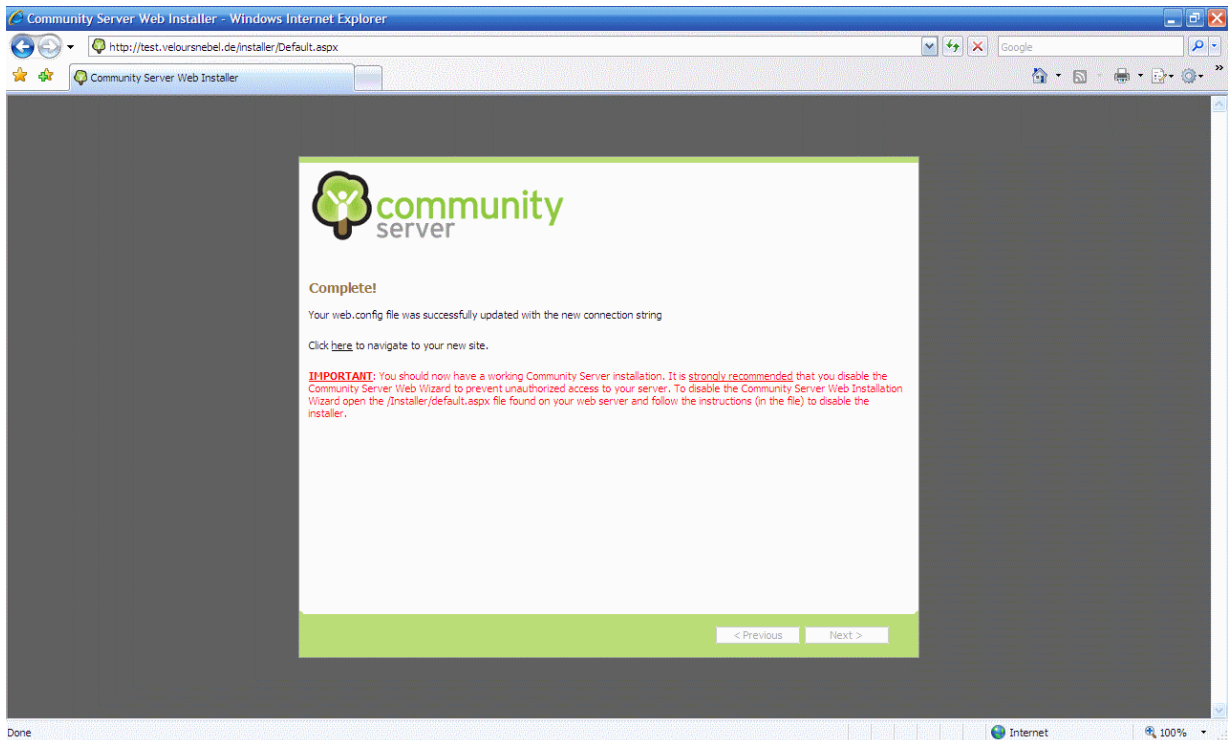 Community Server Web Installer - Windows Internet Explorer
http://test.veloursnebel.de/installer/Default.aspx
Google
Community Server Web Installer
community
server
Complete!
Your web.config file was successfully updated with the new connection string
Click here to navigate to your new site.
IMPORTANT: You should now have a working Community Server installation. It is strongly recommended that you disable the
Community Server Web Wizard to prevent unauthorized access to your server. To disable the Community Server Web Installation
Wizard open the /Installer/default.aspx file found on your web server and follow the instructions (in the file) to disable the
installer.
< Previous
Next >
Done
Internet
100%